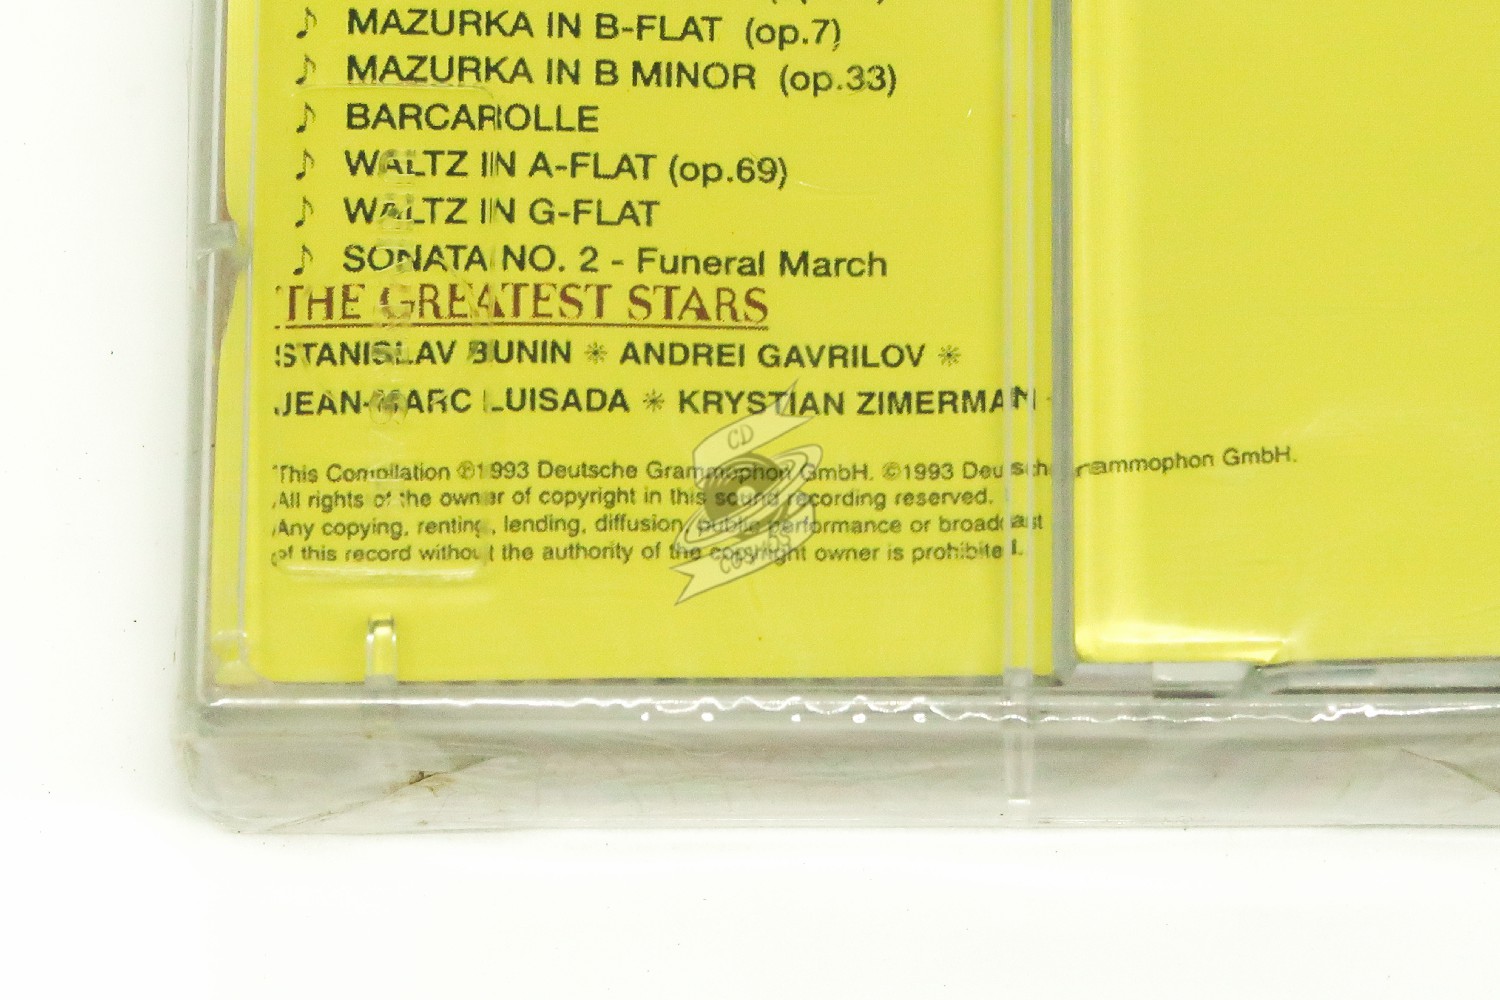 ♪ MAZURKA IN B-FLAT (op.7)
♪ MAZURKA IN B MINOR (op.33)
♪ BARCAROLLE
♪ WALTZ IN A-FLAT (op.69)
♪ WALTZ IN G-FLAT
♪ SONATA NO. 2 - Funeral March
THE GREATEST STARS
STANISLAV BUNIN ✳ ANDREI GAVRILOV ✳
JEAN-MARC LUISADA ✳ KRYSTIAN ZIMERMAN
This Compilation ℗1993 Deutsche Grammophon GmbH. ©1993 Deutsche Grammophon GmbH.
All rights of the owner of copyright in this sound recording reserved.
Any copying, renting, lending, diffusion, public performance or broadcast
of this record without the authority of the copyright owner is prohibited.
CD
COSMOS